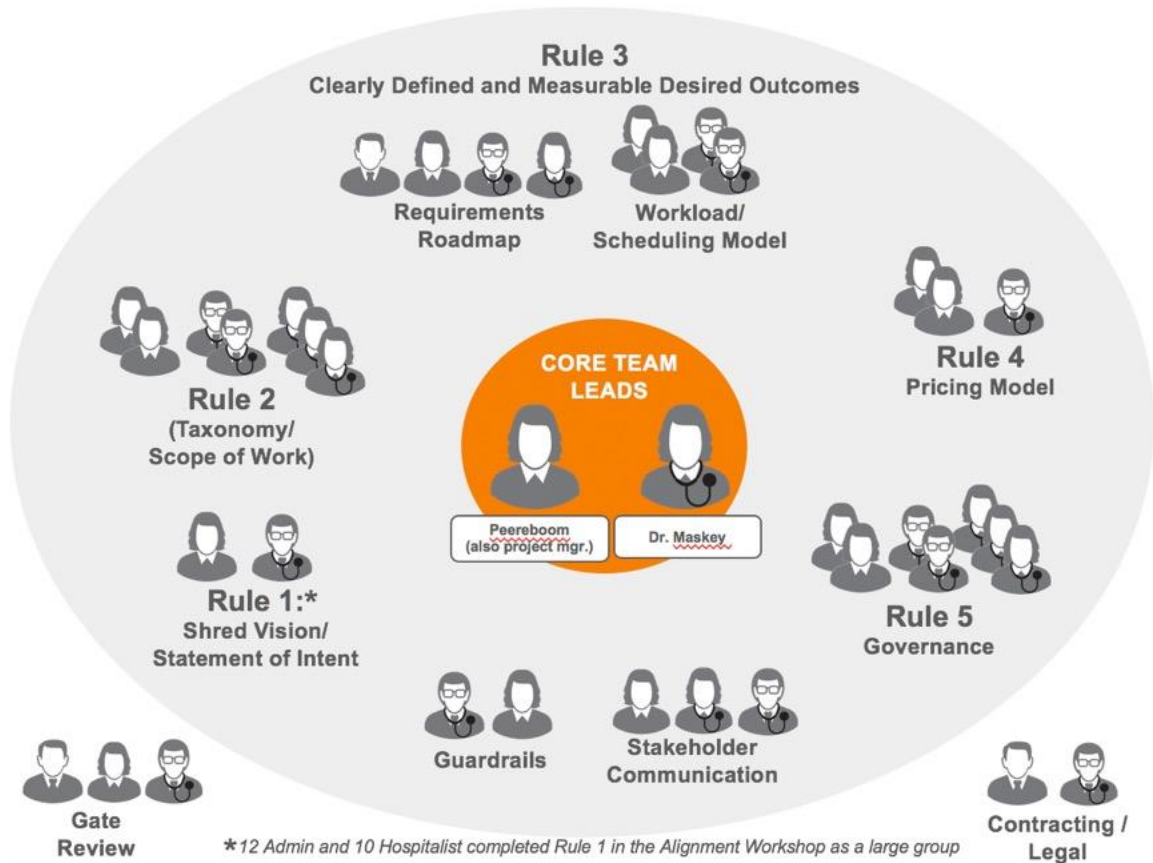 Rule 3
Clearly Defined and Measurable Desired Outcomes
Requirements
Roadmap
Workload/
Scheduling Model
Rule 2
(Taxonomy/
Scope of Work)
CORE TEAM
LEADS
Peereboom
(also project mgr.)
Dr. Maskey
Rule 4
Pricing Model
Rule 1:*
Shred Vision/
Statement of Intent
Rule 5
Governance
Guardrails
Stakeholder
Communication
Gate
Review
*12 Admin and 10 Hospitalist completed Rule 1 in the Alignment Workshop as a large group
Contracting /
Legal